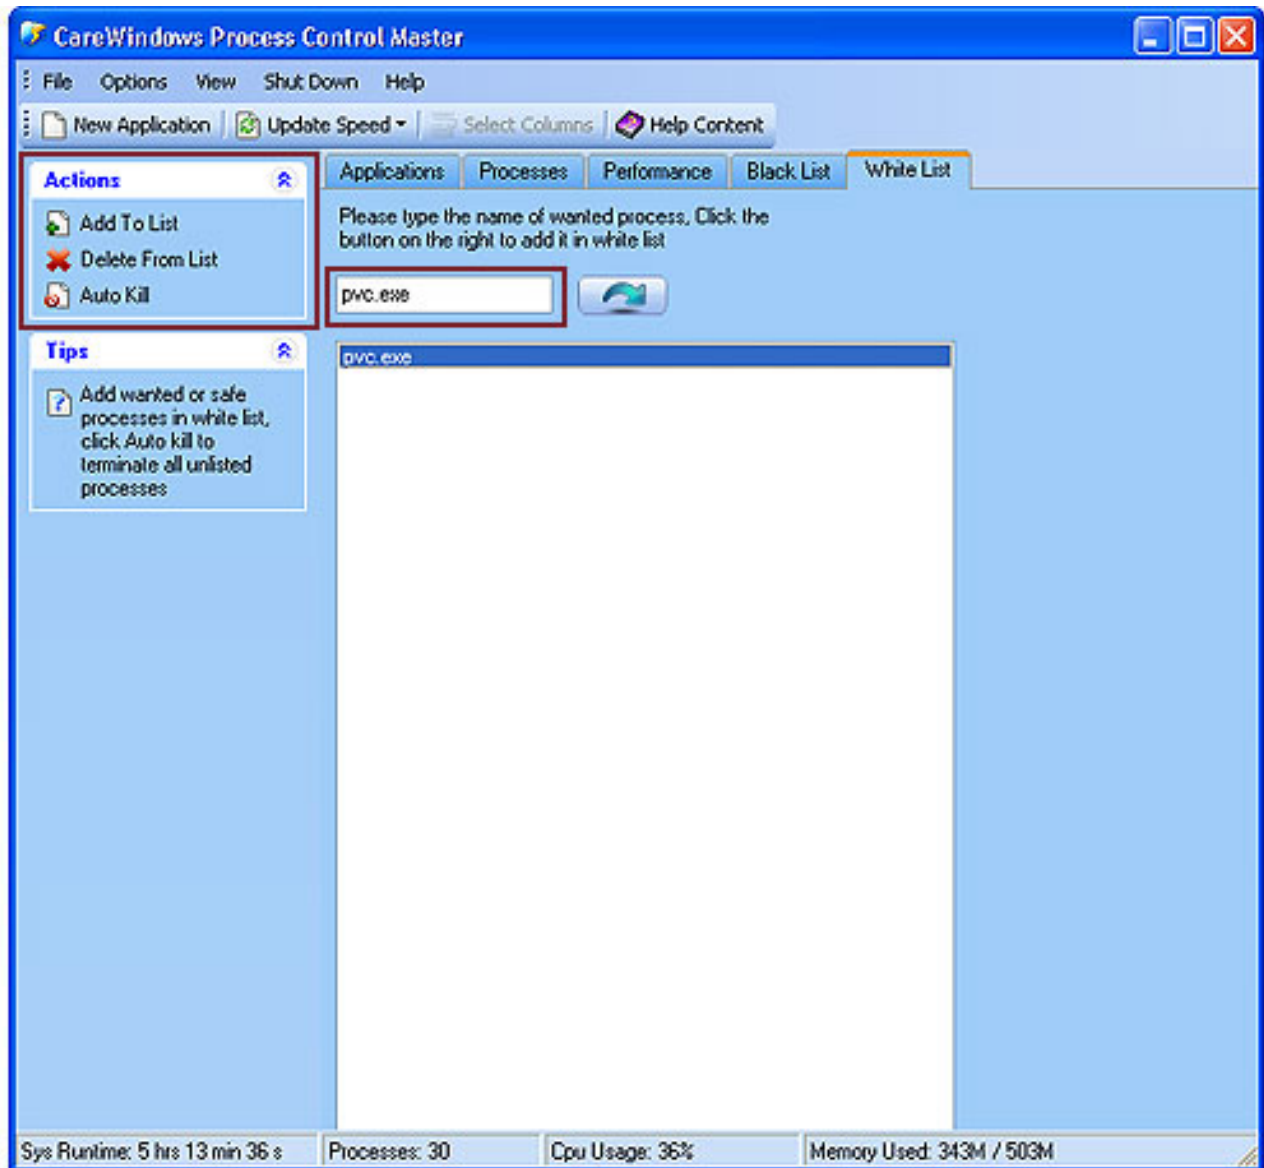 CareWindows Process Control Master
File Options View Shut Down Help
New Application Update Speed Select Columns Help Content
Actions
Add To List
Delete From List
Auto Kill
Tips
Add wanted or safe
processes in white list,
click Auto kill to
terminate all unlisted
processes
Applications Processes Performance Black List White List
Please type the name of wanted process, Click the
button on the right to add it in white list
pvc.exe
pvc.exe
Sys Runtime: 5 hrs 13 min 36 s Processes: 30 Cpu Usage: 36% Memory Used: 343M / 503M